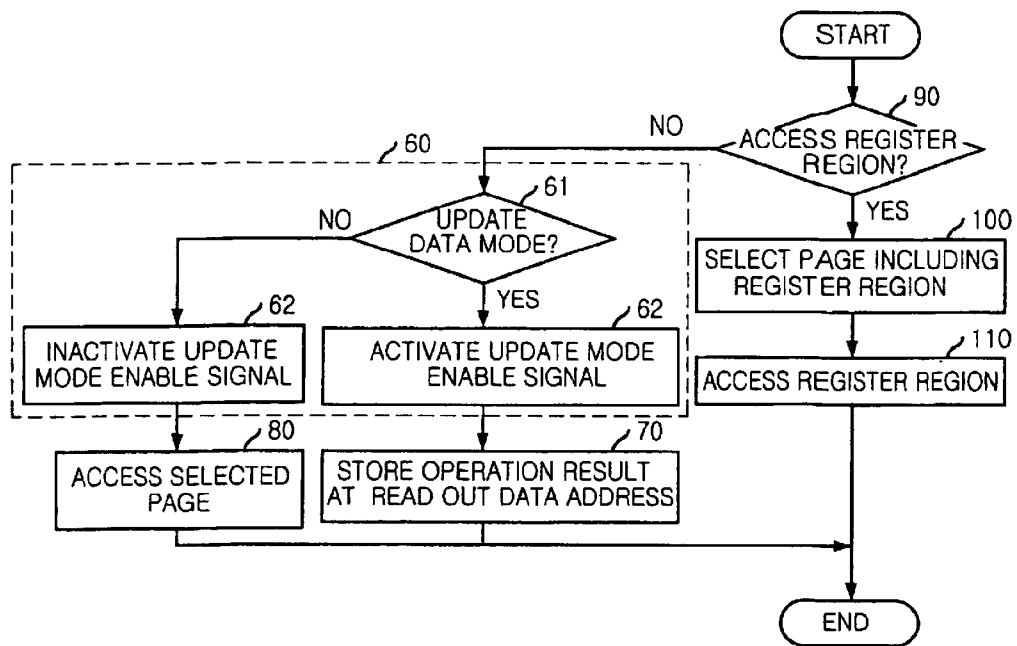 START
90
ACCESS REGISTER
REGION?
NO
YES
60
61
UPDATE
DATA MODE?
NO
YES
100
SELECT PAGE INCLUDING
REGISTER REGION
62
INACTIVATE UPDATE
MODE ENABLE SIGNAL
62
ACTIVATE UPDATE MODE
ENABLE SIGNAL
110
ACCESS REGISTER REGION
80
ACCESS SELECTED
PAGE
70
STORE OPERATION RESULT
AT READ OUT DATA ADDRESS
END